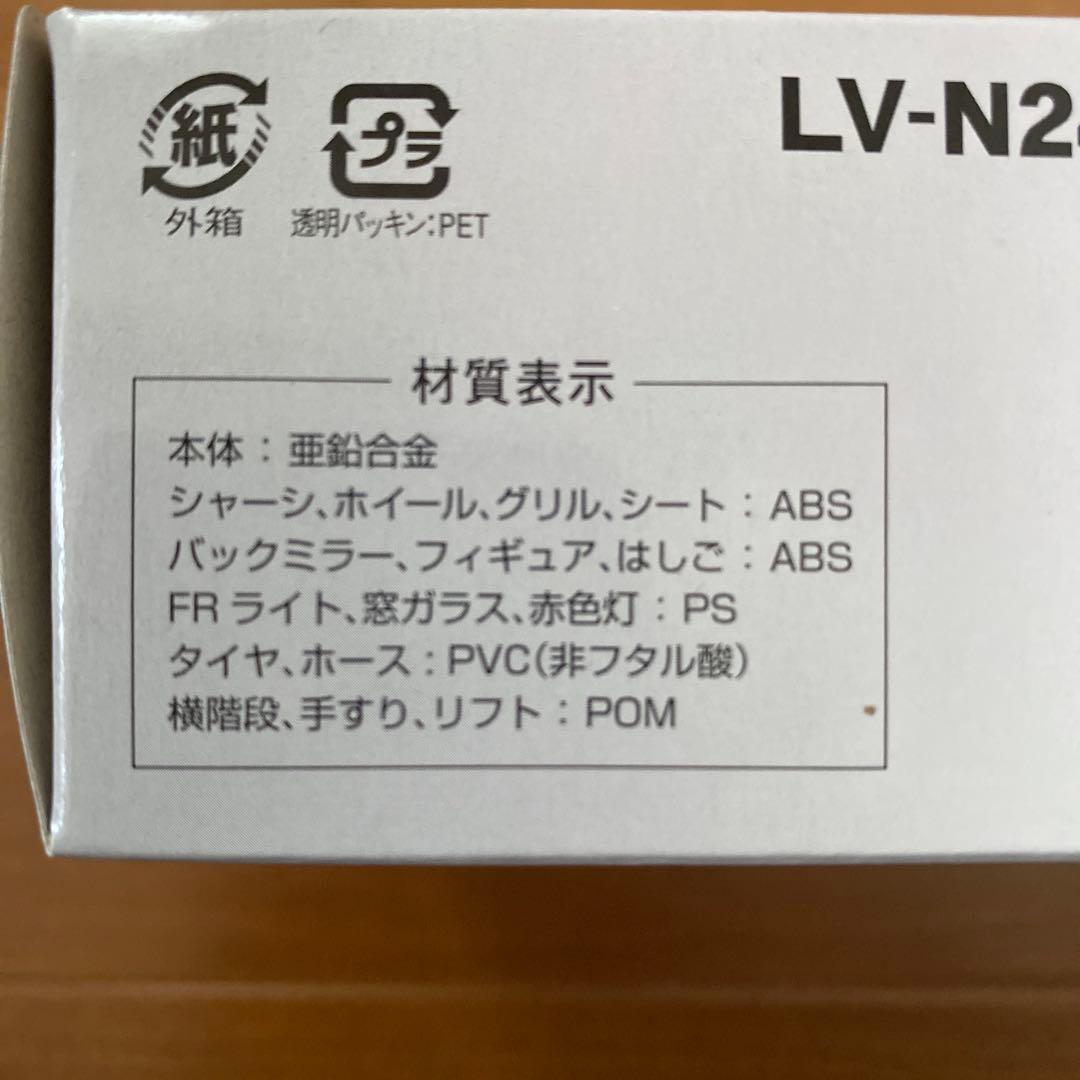 紙
プラ
LV-N2
外箱
透明パッキン:PET
材質表示
本体：亜鉛合金
シャーシ、ホイール、グリル、シート：ABS
バックミラー、フィギュア、はしご：ABS
FRライト、窓ガラス、赤色灯：PS
タイヤ、ホース：PVC(非フタル酸)
横階段、手すり、リフト：POM